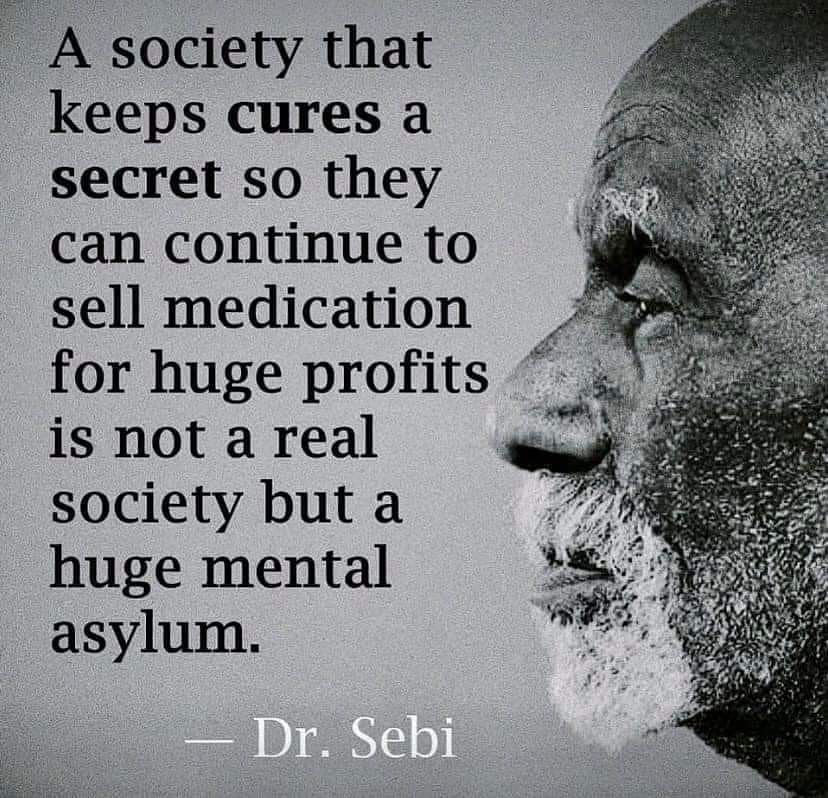 A society that
keeps cures a
secret so they
can continue to
sell medication
for huge profits
is not a real
society but a
huge mental
asylum.
— Dr. Sebi